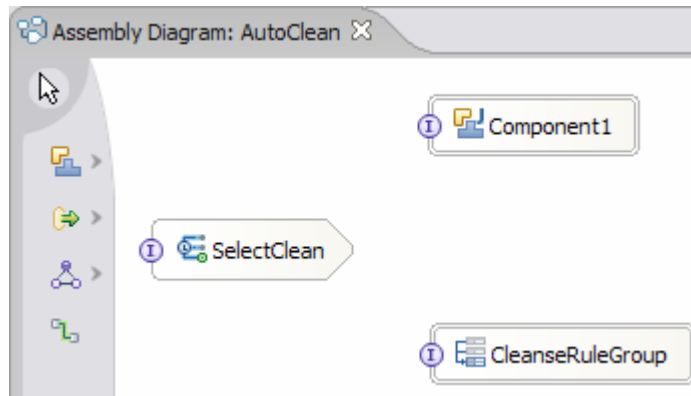 Assembly Diagram: AutoClean
Component1
SelectClean
CleanseRuleGroup